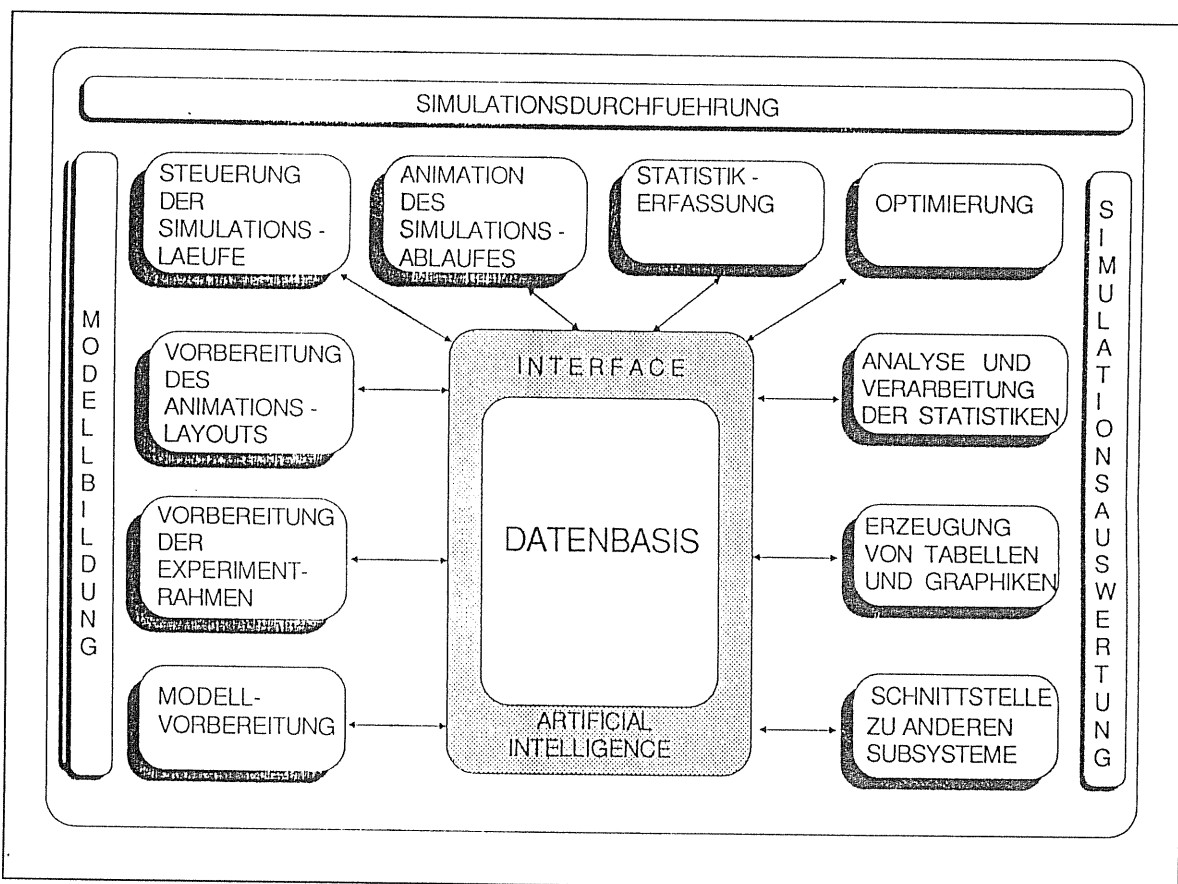 SIMULATIONSDURCHFUEHRUNG
STEUERUNG
DER
SIMULATIONS -
LAEUFE
ANIMATION
DES
SIMULATIONS -
ABLAUFES
STATISTIK -
ERFASSUNG
OPTIMIERUNG
MODELLBILDUNG
VORBEREITUNG
DES
ANIMATIONS -
LAYOUTS
VORBEREITUNG
DER
EXPERIMENT-
RAHMEN
MODELL-
VORBEREITUNG
INTERFACE
DATENBASIS
ARTIFICIAL
INTELLIGENCE
ANALYSE UND
VERARBEITUNG
DER STATISTIKEN
ERZEUGUNG
VON TABELLEN
UND GRAPHIKEN
SCHNITTSTELLE
ZU ANDEREN
SUBSYSTEME
SIMULATIONSAUSWERTUNG